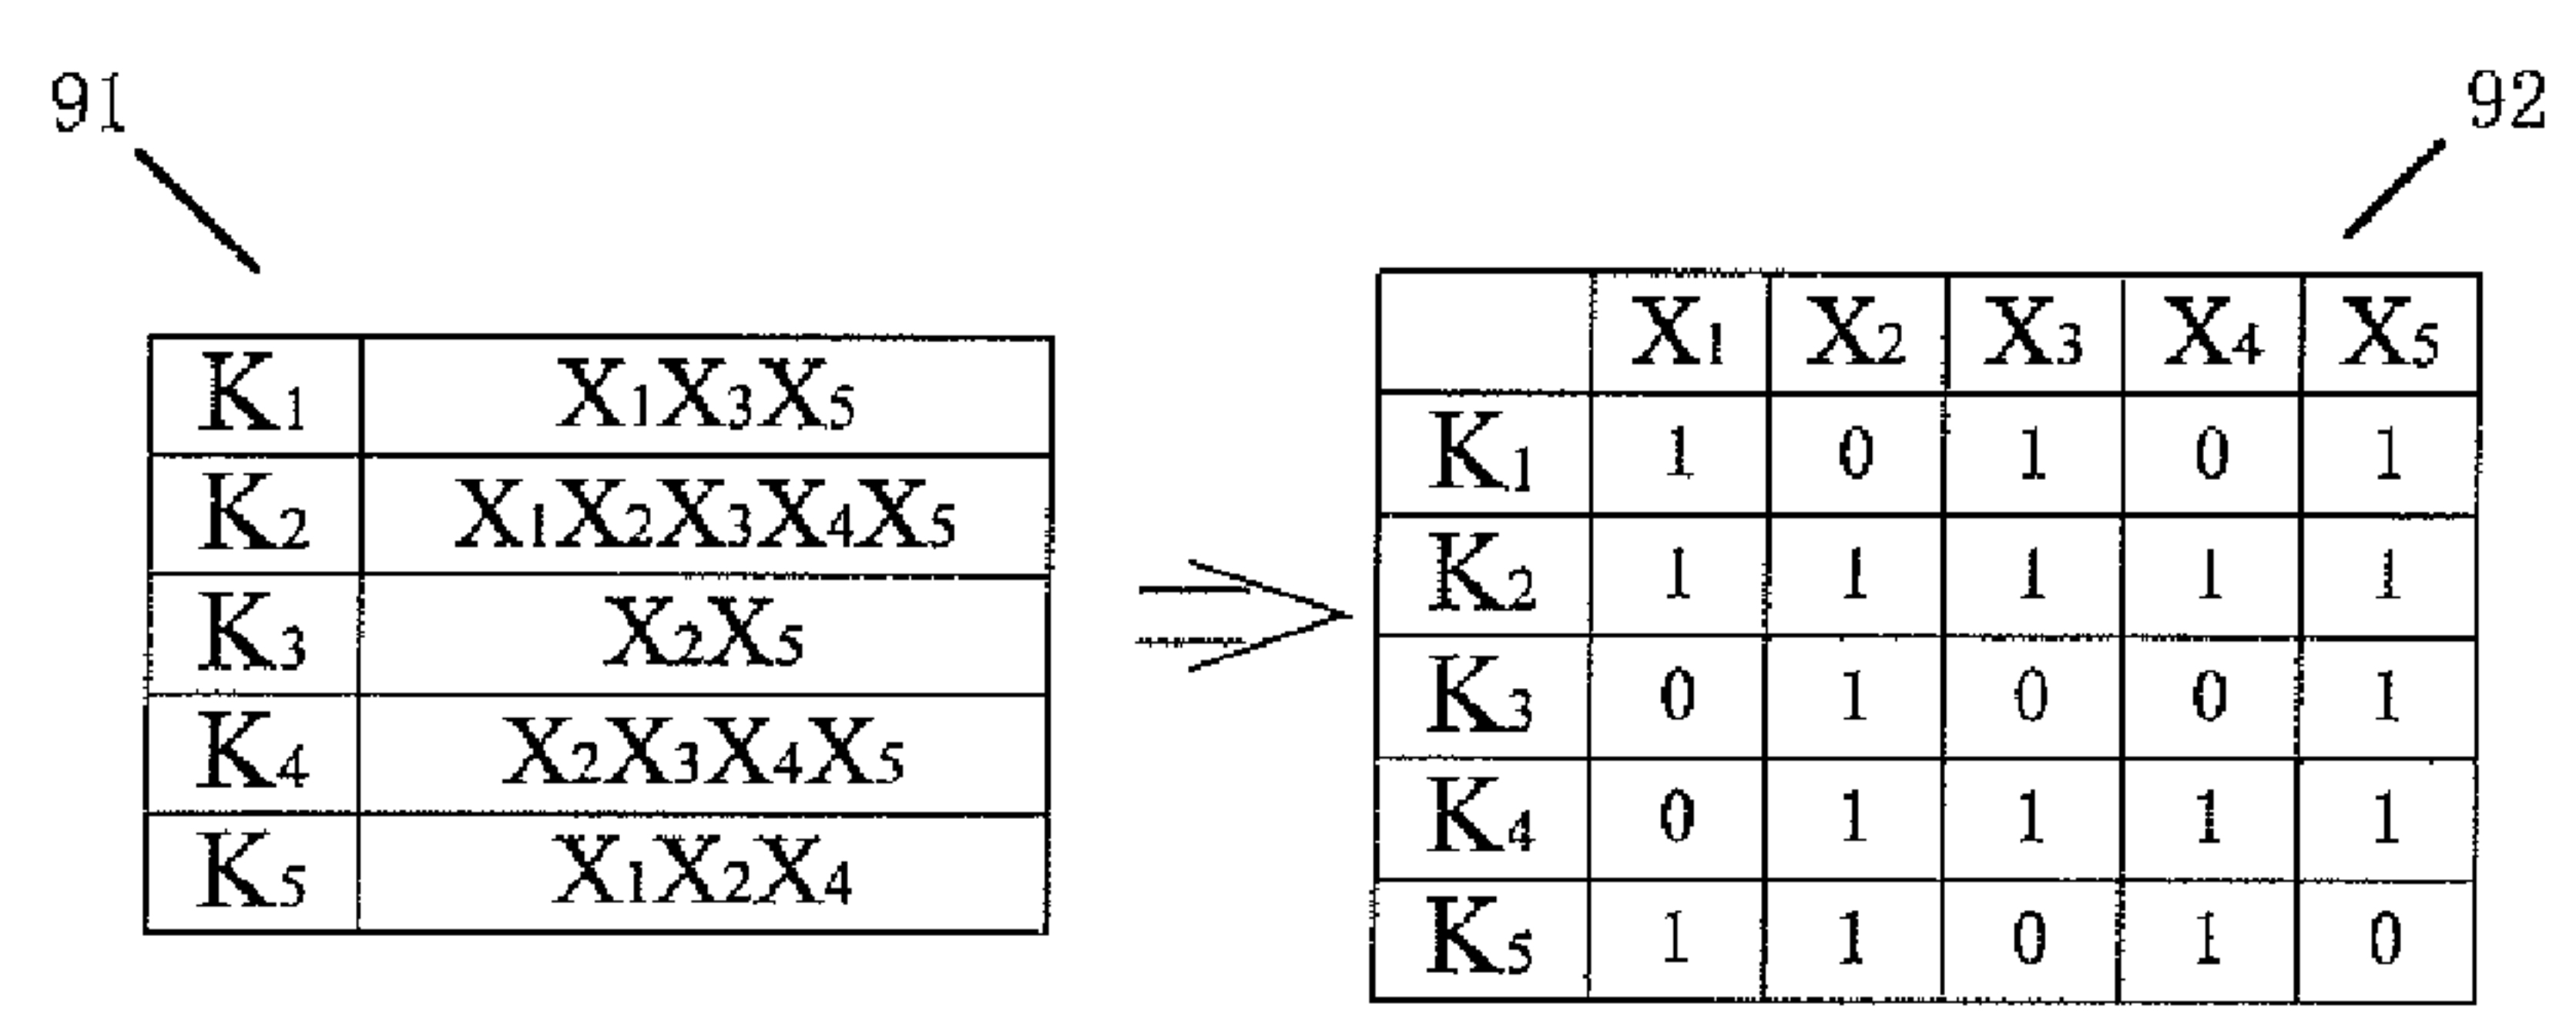 91
92
K1 X1X3X5
K2 X1X2X3X4X5
K3 X2X5
K4 X2X3X4X5
K5 X1X2X4
X1 X2 X3 X4 X5
K1 1 0 1 0 1
K2 1 1 1 1 1
K3 0 1 0 0 1
K4 0 1 1 1 1
K5 1 1 0 1 0